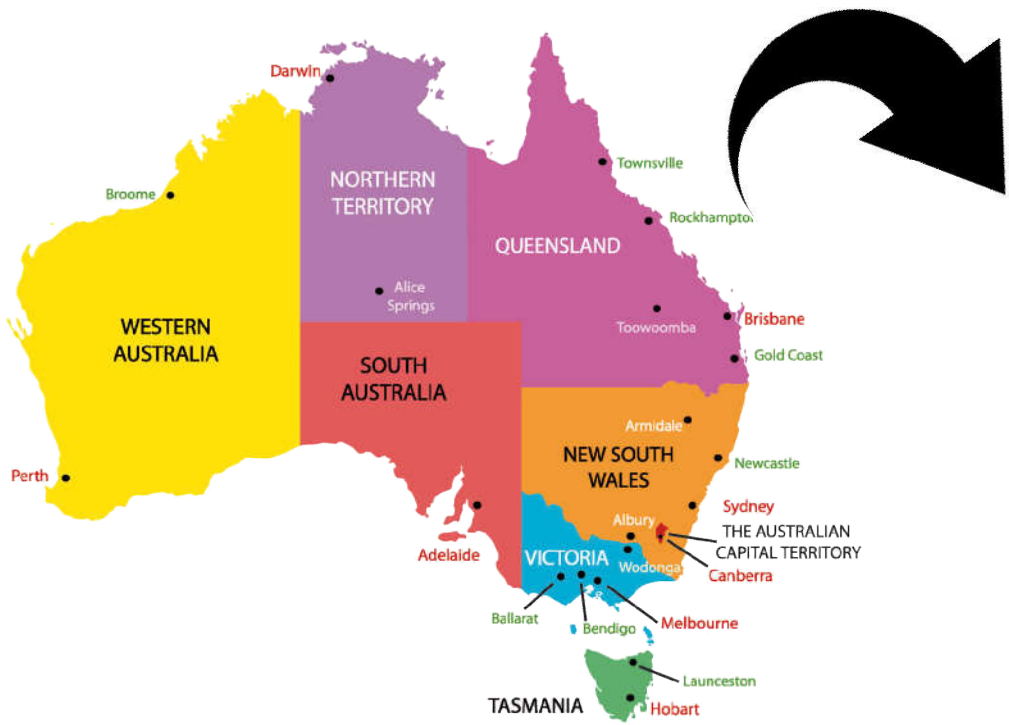 Darwin
Townsville
NORTHERN
TERRITORY
Broome
Rockhampton
QUEENSLAND
Alice
Springs
WESTERN
AUSTRALIA
Toowoomba
Brisbane
SOUTH
AUSTRALIA
Gold Coast
Armidale
NEW SOUTH
WALES
Newcastle
Perth
Sydney
Albury
THE AUSTRALIAN
CAPITAL TERRITORY
Adelaide
VICTORIA
Wodonga
Canberra
&
Ballarat
Bendigo
Melbourne
Launceston
TASMANIA
Hobart